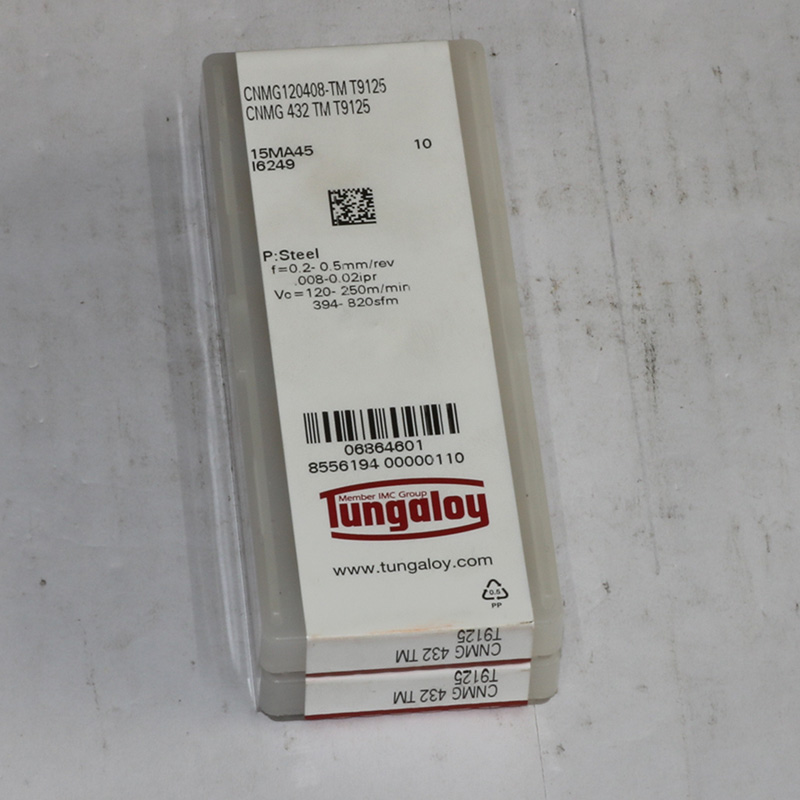 CNMG120408-TM T9125
CNMG 432 TM T9125
15MA45 10
I6249
P:Steel
f=0.2- 0.5mm/rev
.008-0.02ipr
Vc=120- 250m/min
394- 820sfm
06864601
8556194 00000110
Member IMC Group
Tungaloy
www.tungaloy.com
0.5
PP
CNMG 432 TM
T9125
CNMG 432 TM
T9125